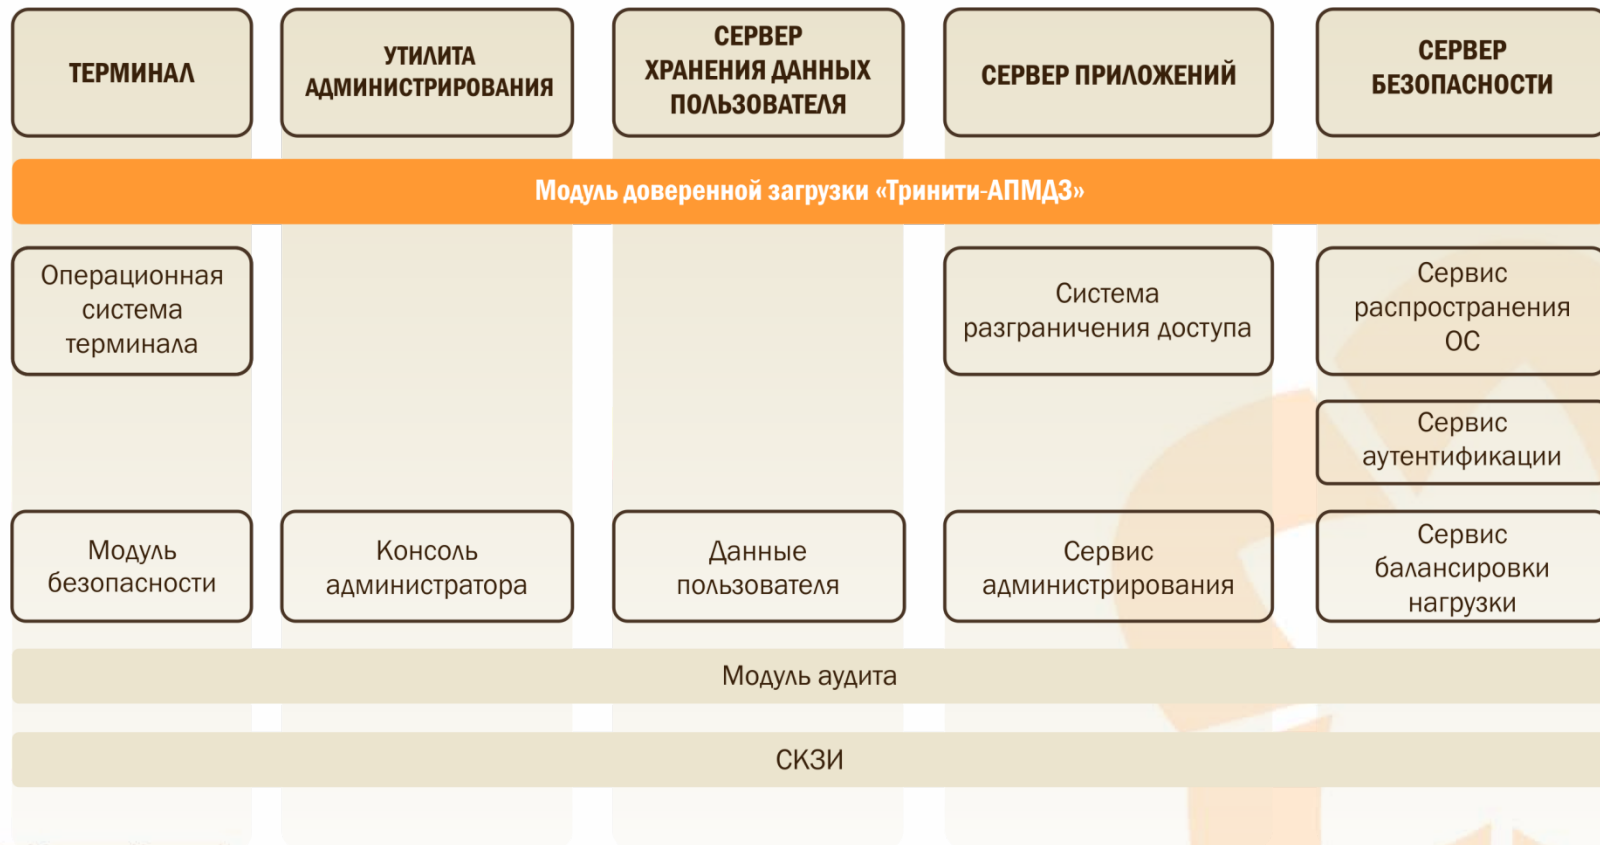 ТЕРМИНАЛ
УТИЛИТА
АДМИНИСТРИРОВАНИЯ
СЕРВЕР
ХРАНЕНИЯ ДАННЫХ
ПОЛЬЗОВАТЕЛЯ
СЕРВЕР ПРИЛОЖЕНИЙ
СЕРВЕР
БЕЗОПАСНОСТИ
Модуль доверенной загрузки «Тринити-АПМДЗ»
Операционная
система
терминала
Система
разграничения доступа
Сервис
распространения
ОС
Сервис
аутентификации
Модуль
безопасности
Консоль
администратора
Данные
пользователя
Сервис
администрирования
Сервис
балансировки
нагрузки
Модуль аудита
СКЗИ